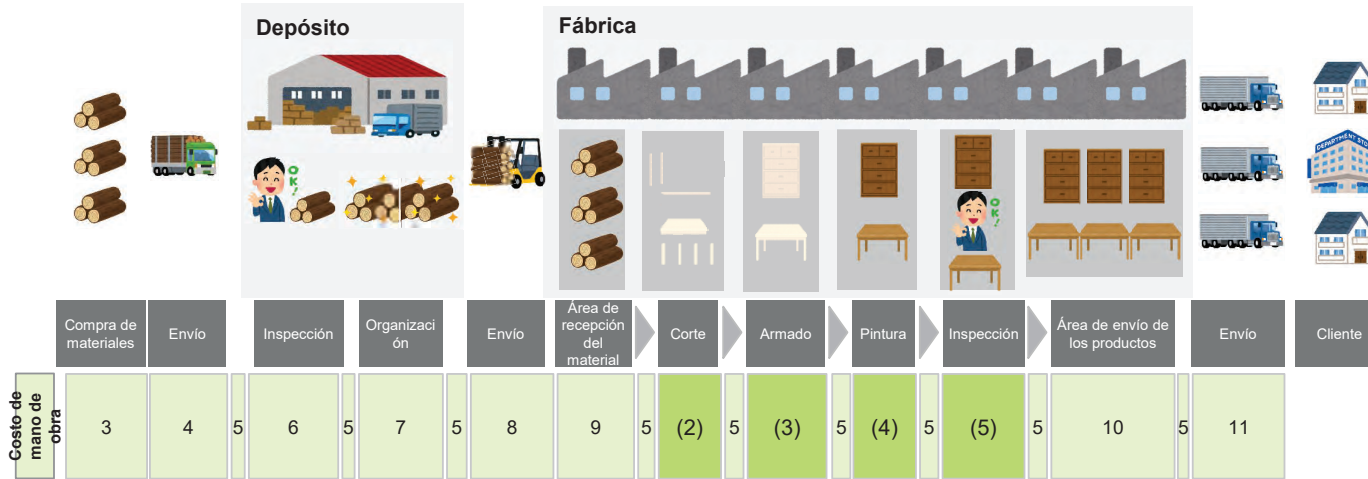 Depósito
Fábrica
OK!
OK!
DEPARTMENT STO
Compra de
materiales
Envío
Inspección
Organizaci
ón
Envío
Área de
recepción
del
material
Corte
Armado
Pintura
Inspección
Área de envío de
los productos
Envío
Cliente
Costo de
mano de
obra
3
4
5
6
5
7
5
8
9
5
(2)
5
(3)
5
(4)
5
(5)
5
10
5
11